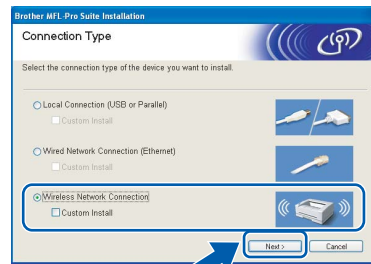 Brother MFL-Pro Suite Installation
Connection Type
Select the connection type of the device you want to install.
Local Connection (USB or Parallel)
Custom Install
Wired Network Connection (Ethernet)
Custom Install
Wireless Network Connection
Custom Install
Next >
Cancel